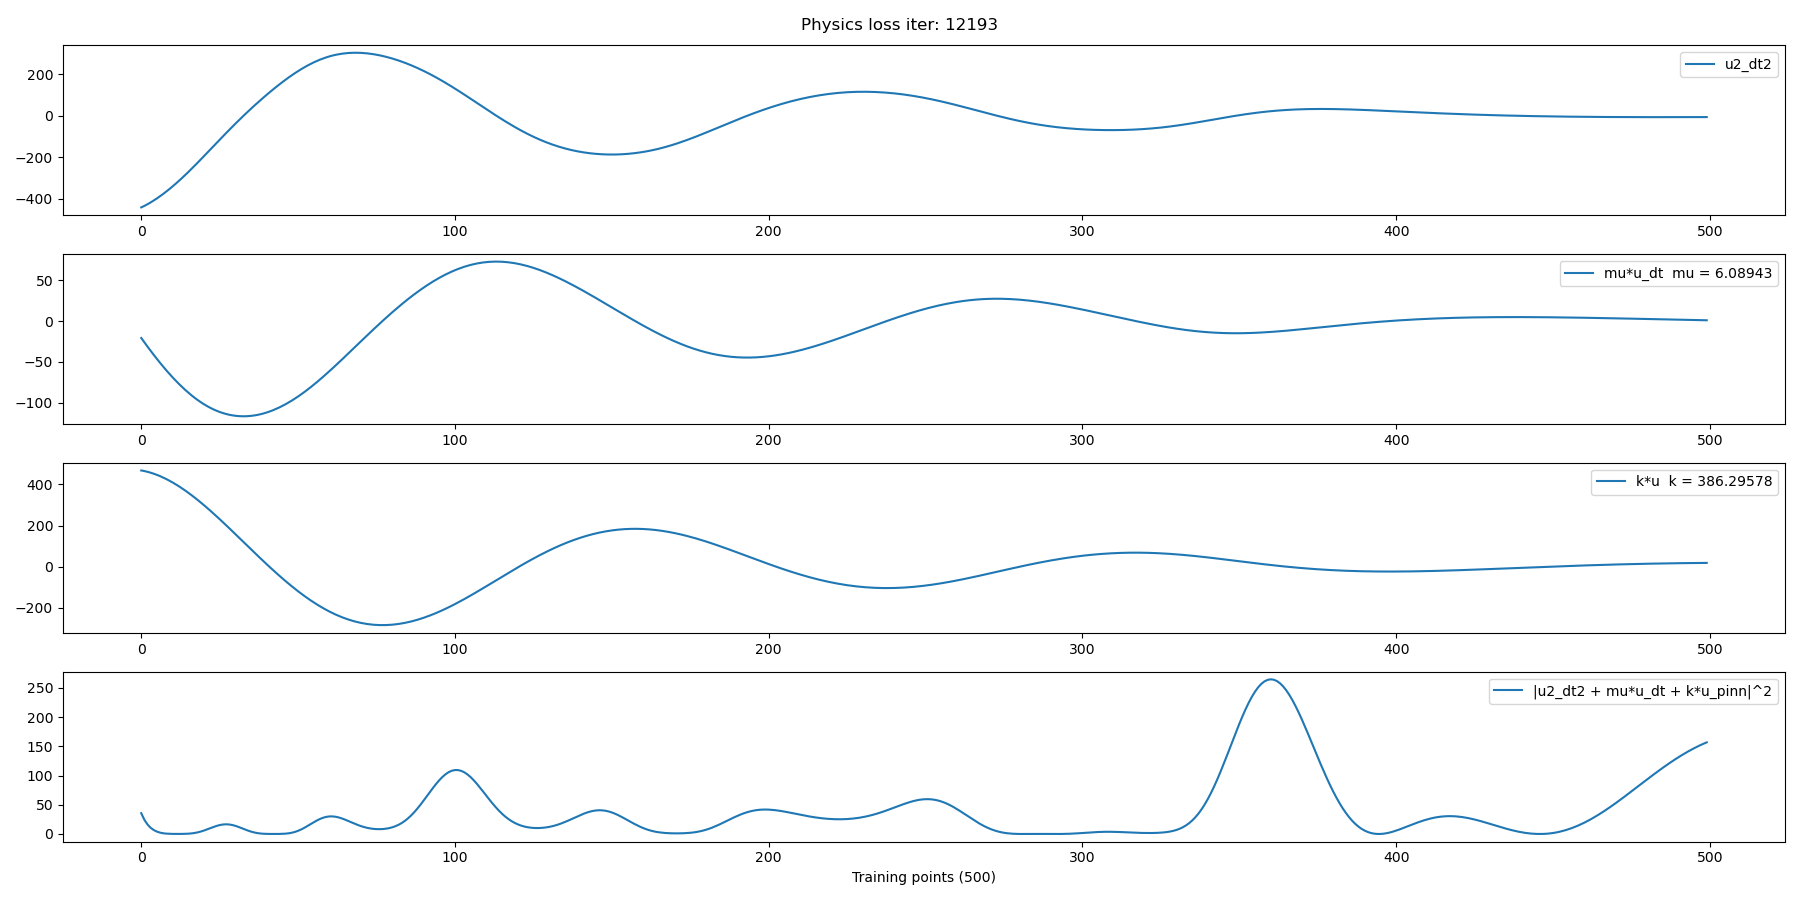 Physics loss iter: 12193
u2_dt2
200
0
−200
−400
0 100 200 300 400 500
mu*u_dt  mu = 6.08943
50
0
−50
−100
0 100 200 300 400 500
k*u  k = 386.29578
400
200
0
−200
0 100 200 300 400 500
|u2_dt2 + mu*u_dt + k*u_pinn|^2
250
200
150
100
50
0
0 100 200 300 400 500
Training points (500)